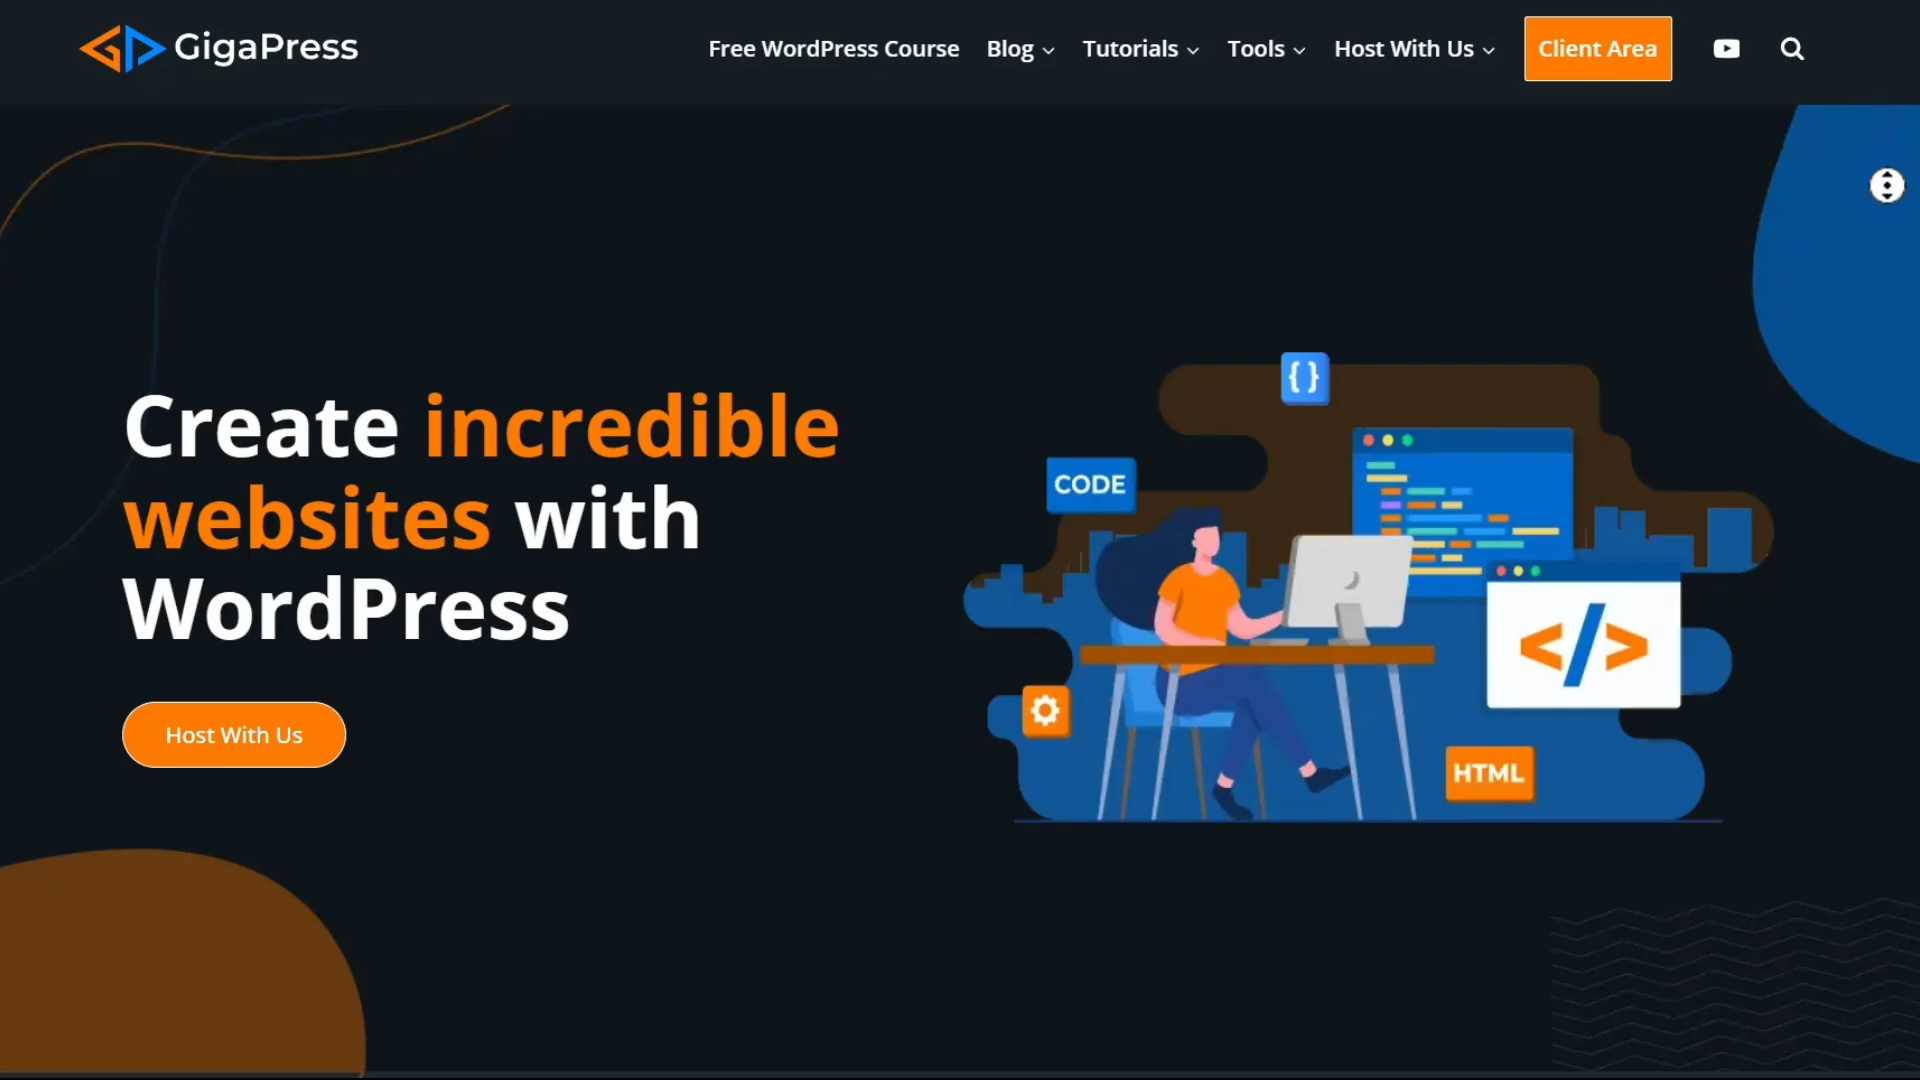 GigaPress
Free WordPress Course
Blog
Tutorials
Tools
Host With Us
Client Area
Create incredible
websites with
WordPress
Host With Us
{ }
CODE
</>
HTML